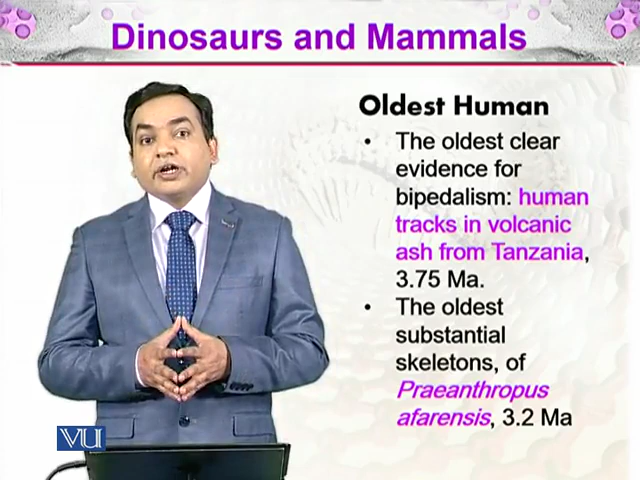 Dinosaurs and Mammals
Oldest Human
• The oldest clear
evidence for
bipedalism: human
tracks in volcanic
ash from Tanzania,
3.75 Ma.
• The oldest
substantial
skeletons, of
Praeanthropus
afarensis, 3.2 Ma
VU